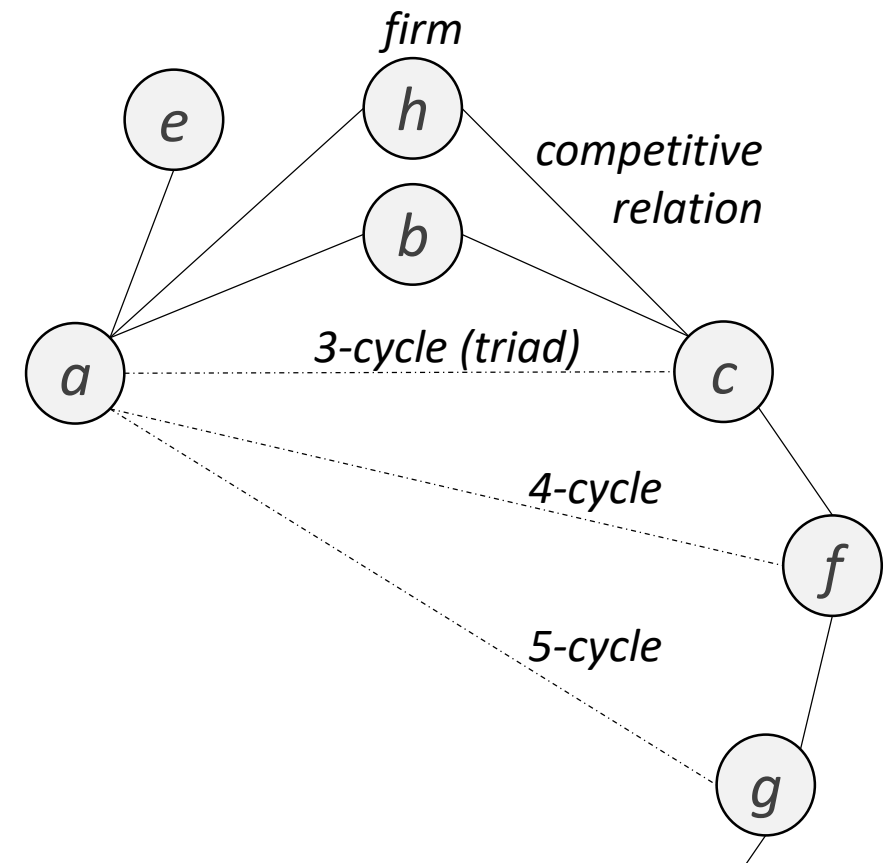 firm
e
h
competitive
relation
b
3-cycle (triad)
a
c
4-cycle
f
5-cycle
g